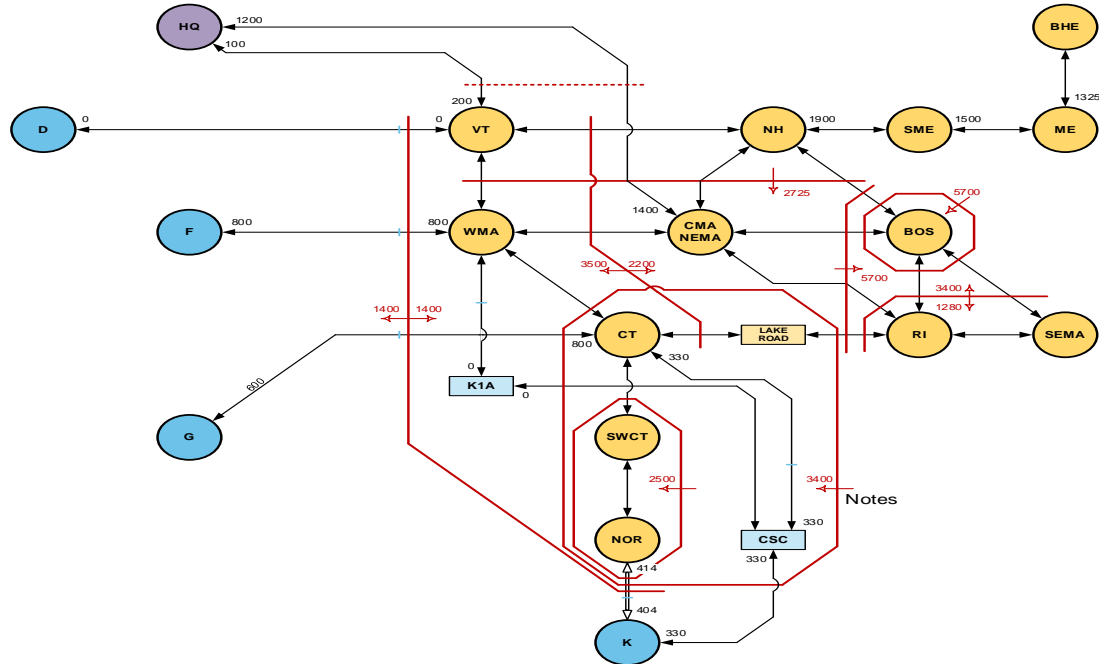 HQ
1200
BHE
100
1325
200
D
0
0
VT
NH
1900
SME
1500
ME
2725
5700
1400
F
800
800
WMA
CMA
NEMA
BOS
3500
2200
5700
3400
1280
1400
1400
CT
LAKE
ROAD
RI
SEMA
800
330
0
600
K1A
0
G
SWCT
2500
3400
Notes
330
NOR
CSC
330
414
404
K
330